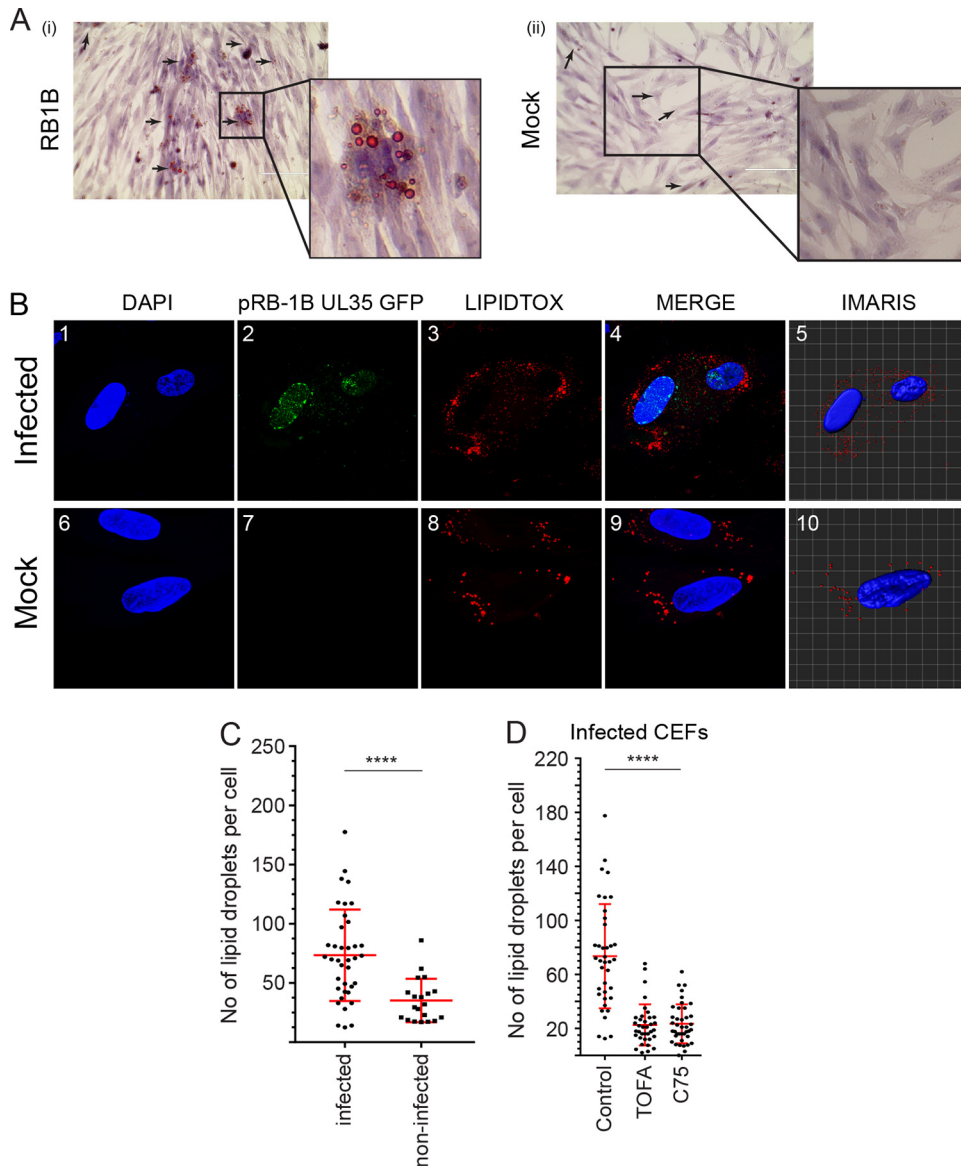 A
(i)
RB1B
(ii)
Mock
B
DAPI
pRB-1B UL35 GFP
LIPIDTOX
MERGE
IMARIS
Infected
1
2
3
4
5
Mock
6
7
8
9
10
C
No of lipid droplets per cell
250
200
150
100
50
****
infected
non-infected
D
Infected CEFs
No of lipid droplets per cell
220
180
140
100
60
20
****
Control
TOFA
C75